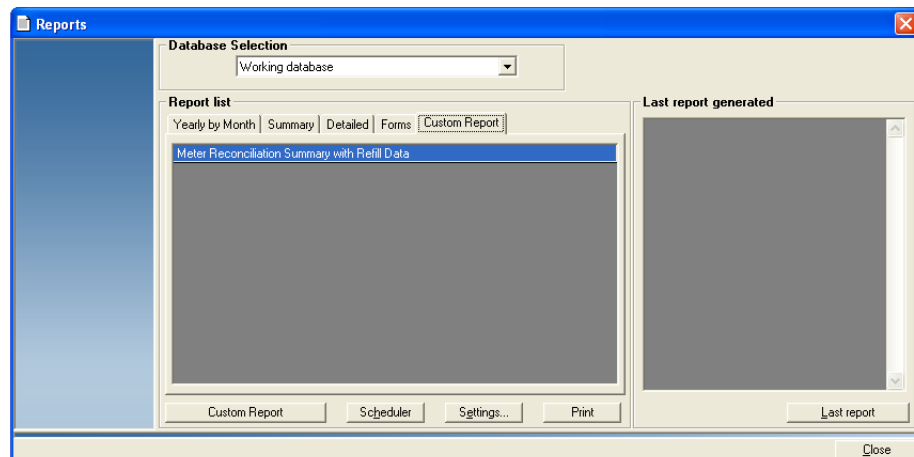 Reports
Database Selection
Working database
Report list
Yearly by Month
Summary
Detailed
Forms
Custom Report
Meter Reconciliation Summary with Refill Data
Custom Report
Scheduler
Settings...
Print
Last report generated
Last report
Close